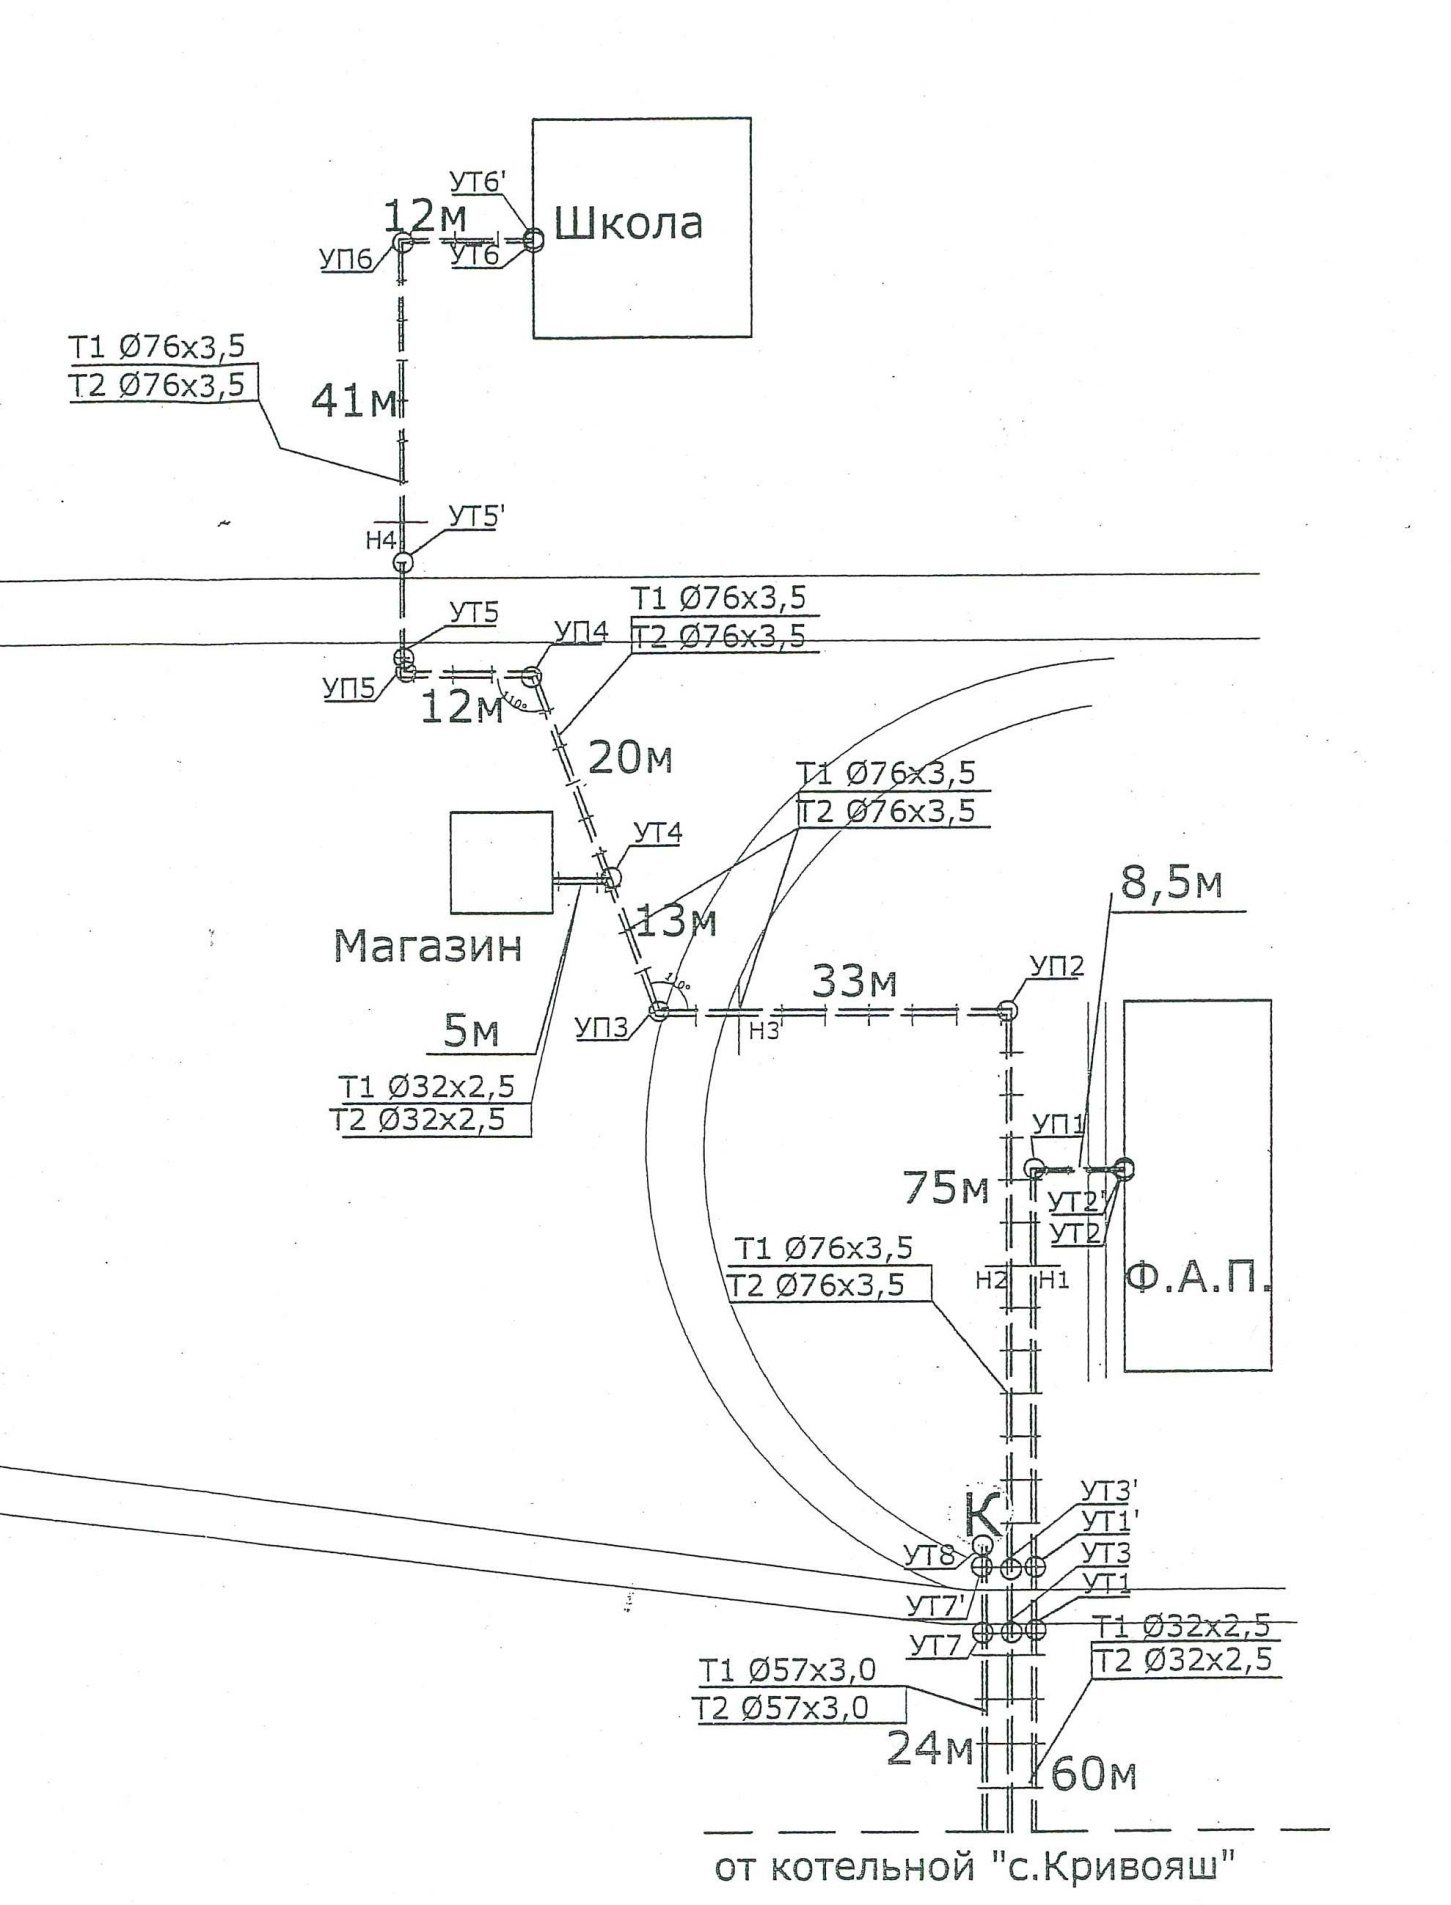 УТ6'
12м
Школа
УП6
УТ6
Т1 Ø76х3,5
Т2 Ø76х3,5
41м
УТ5'
Н4
Т1 Ø76х3,5
УТ5
УП4
Т2 Ø76х3,5
УП5
12м
110°
20м
Т1 Ø76х3,5
Т2 Ø76х3,5
УТ4
8,5м
13м
Магазин
33м
УП2
110°
5м
УП3
Н3
Т1 Ø32х2,5
Т2 Ø32х2,5
УП1
75м
УТ2'
УТ2
Т1 Ø76х3,5
Т2 Ø76х3,5
Н2
Н1
Ф.А.П.
К
УТ3'
УТ1'
УТ8
УТ3
УТ1
УТ7'
Т1 Ø32х2,5
УТ7
Т2 Ø32х2,5
Т1 Ø57х3,0
Т2 Ø57х3,0
24м
60м
от котельной "с.Кривояш"